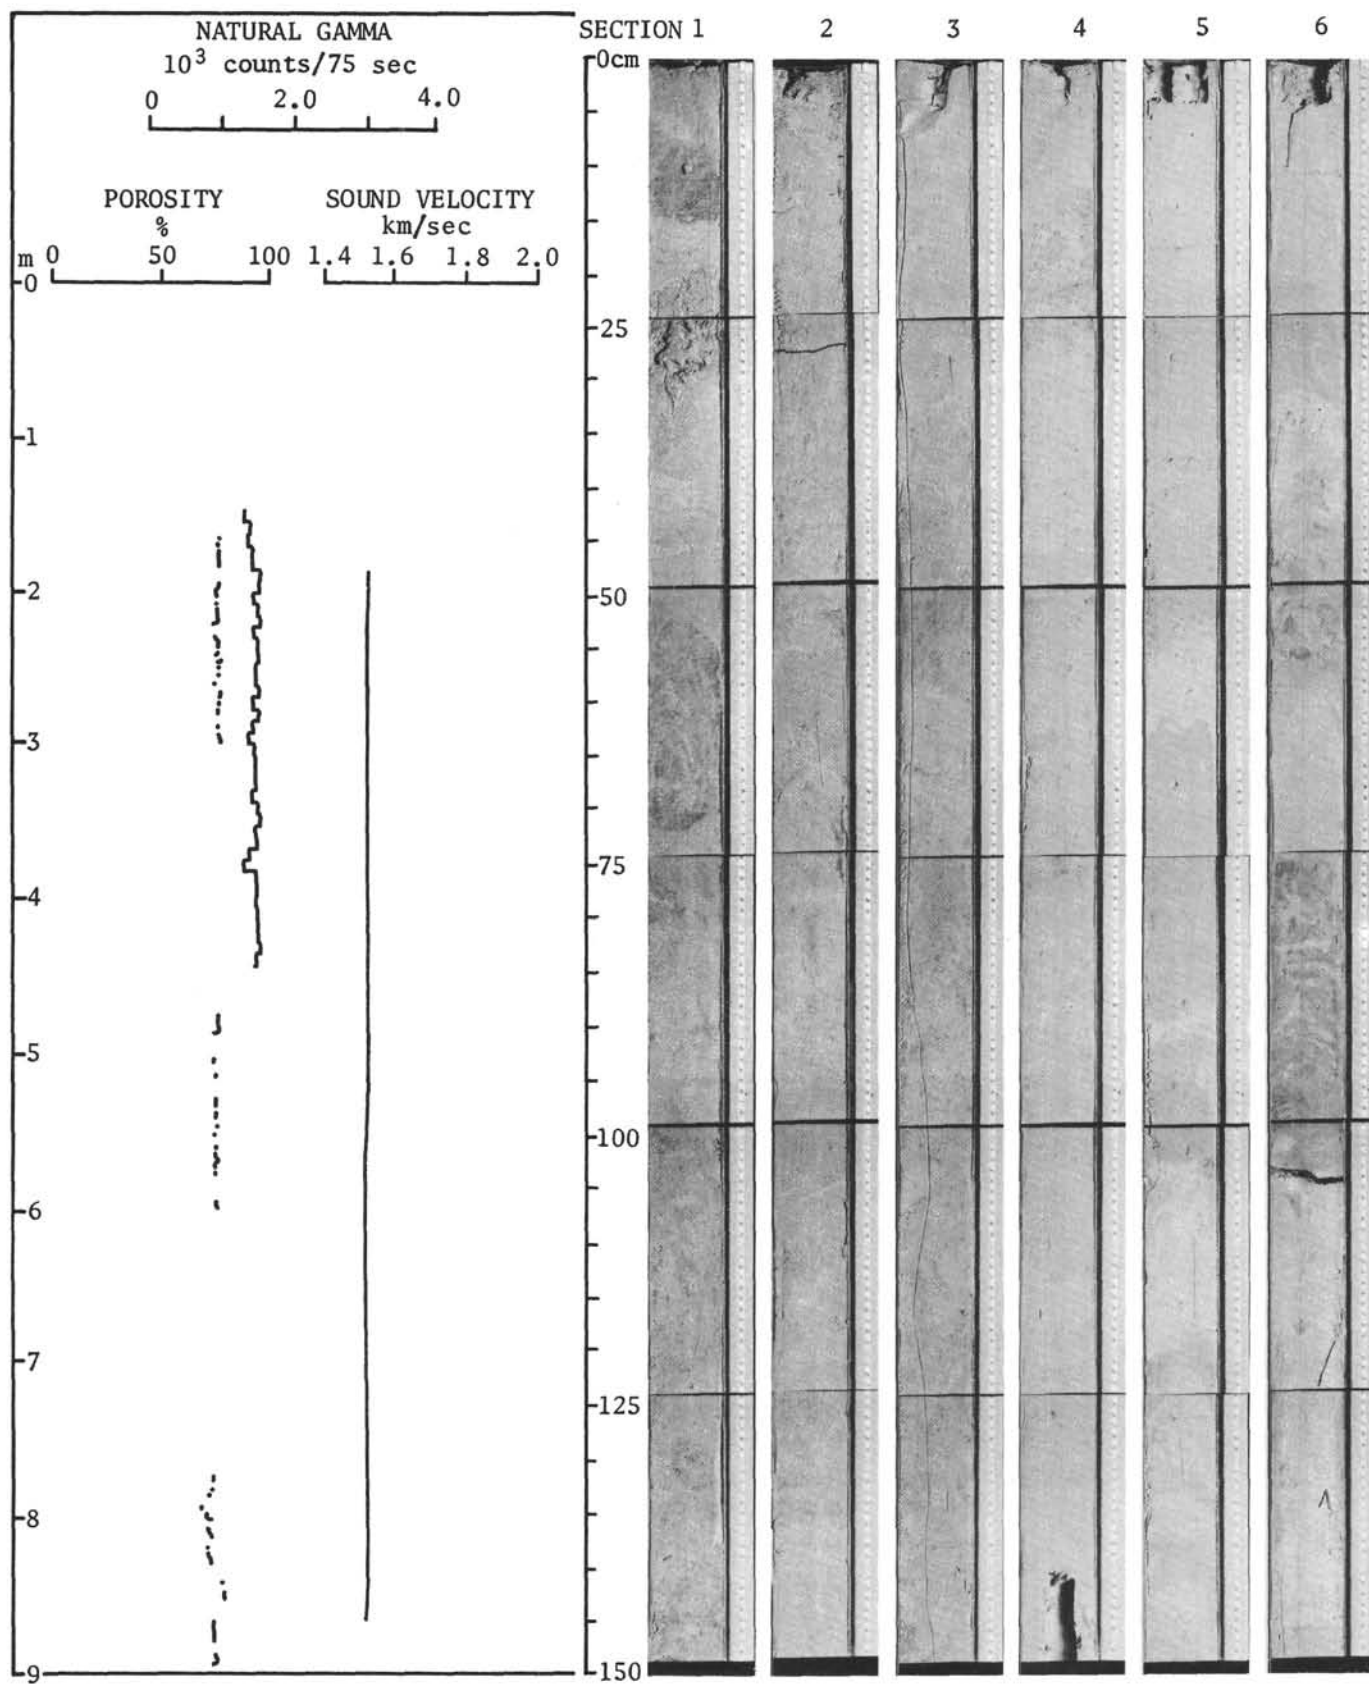 NATURAL GAMMA
10³ counts/75 sec
0 2.0 4.0
POROSITY
%
0 50 100
SOUND VELOCITY
km/sec
1.4 1.6 1.8 2.0
m
0
1
2
3
4
5
6
7
8
9
SECTION 1 2 3 4 5 6
0cm
25
50
75
100
125
150